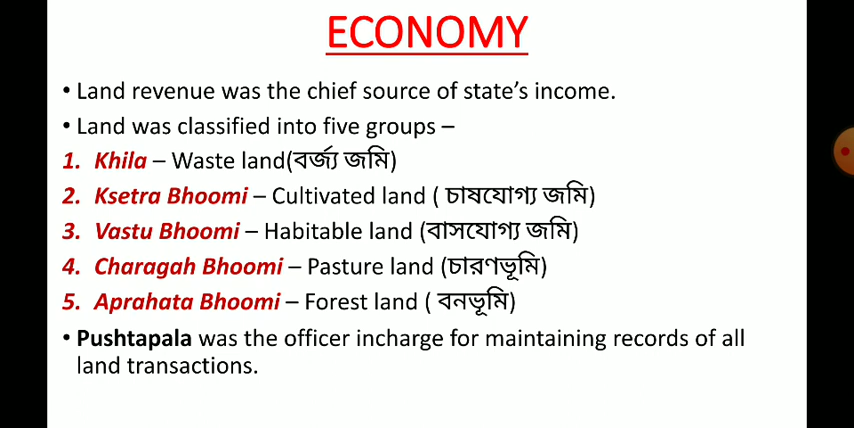 ECONOMY
• Land revenue was the chief source of state's income.
• Land was classified into five groups –
1. Khila – Waste land(বর্জ্য জমি)
2. Ksetra Bhoomi – Cultivated land ( চাষযোগ্য জমি)
3. Vastu Bhoomi – Habitable land (বাসযোগ্য জমি)
4. Charagah Bhoomi – Pasture land (চারণভূমি)
5. Aprahata Bhoomi – Forest land ( বনভূমি)
• Pushtapala was the officer incharge for maintaining records of all
land transactions.